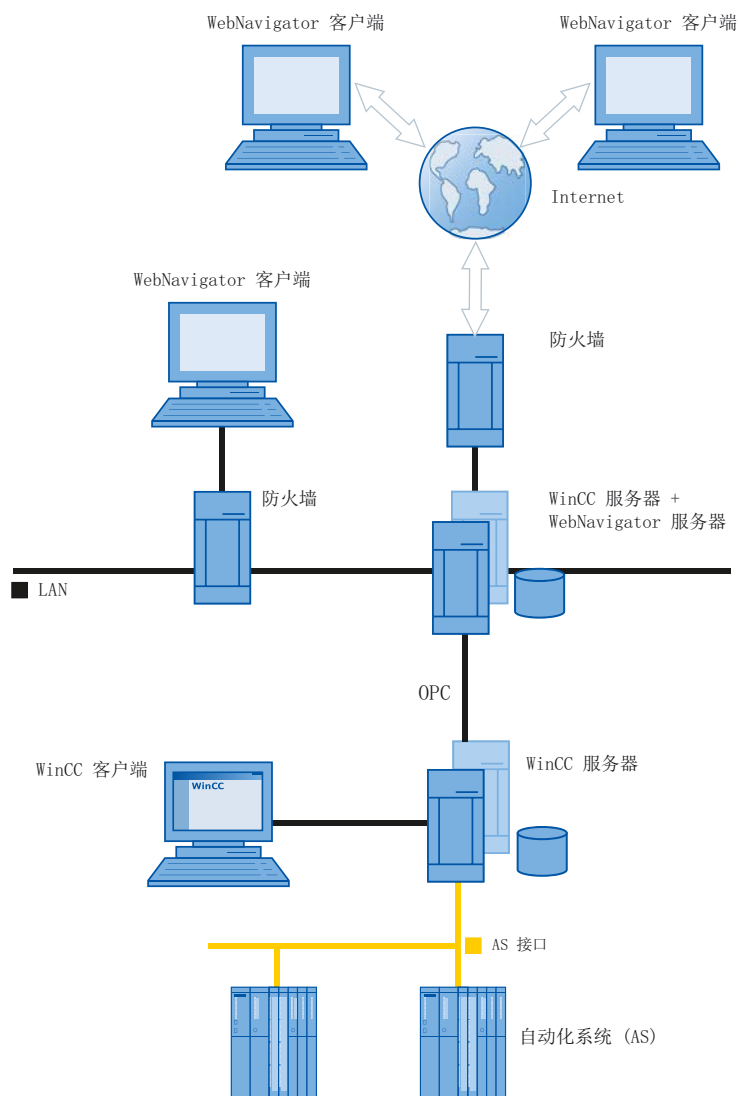 WebNavigator 客户端
WebNavigator 客户端
Internet
WebNavigator 客户端
防火墙
防火墙
WinCC 服务器 +
WebNavigator 服务器
LAN
OPC
WinCC 服务器
WinCC 客户端
WinCC
AS 接口
自动化系统 (AS)